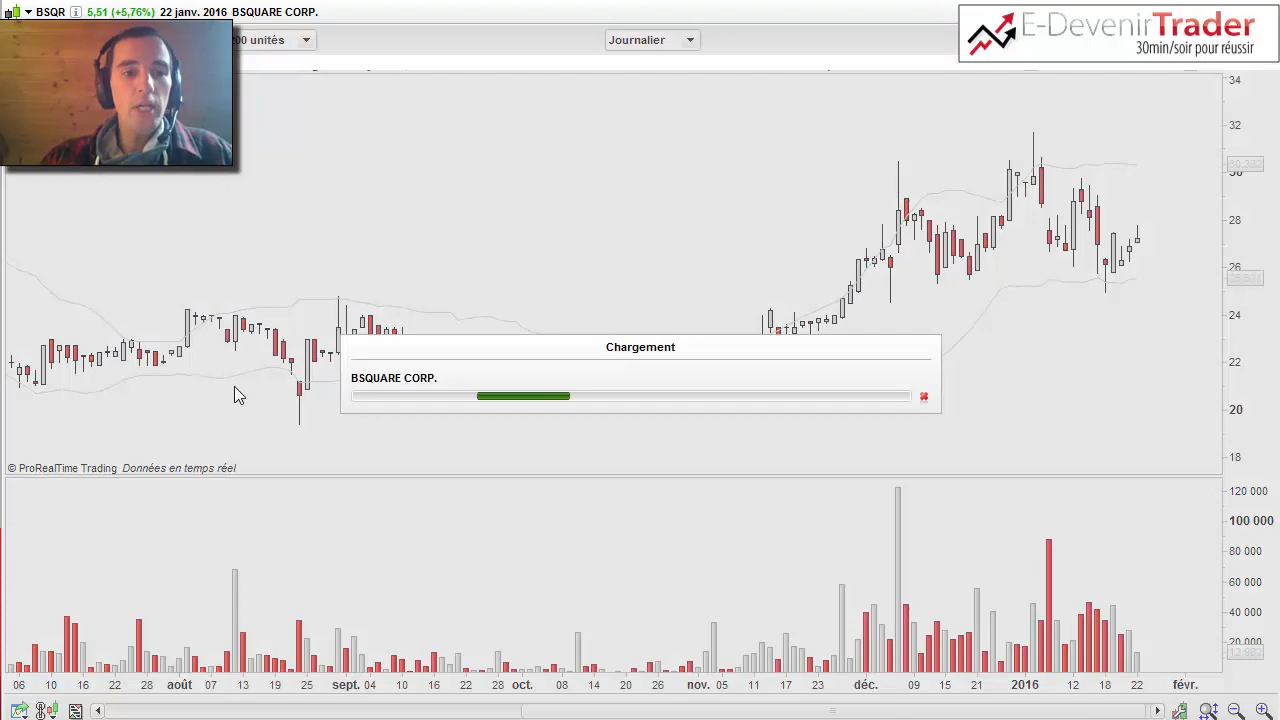 BSQR 5,51 (+5,76%) 22 janv. 2016 BSQUARE CORP.
200 unités
Journalier
E-DevenirTrader
30min/soir pour réussir
34
32
30
28
26
24
22
20
18
Chargement
BSQUARE CORP.
© ProRealTime Trading Données en temps réel
120 000
100 000
80 000
60 000
40 000
20 000
06 10 16 22 28 août 07 13 19 25 sept. 04 10 16 22 28 oct. 08 14 20 26 nov. 05 11 17 23 déc. 09 15 21 2016 12 18 22 févr.